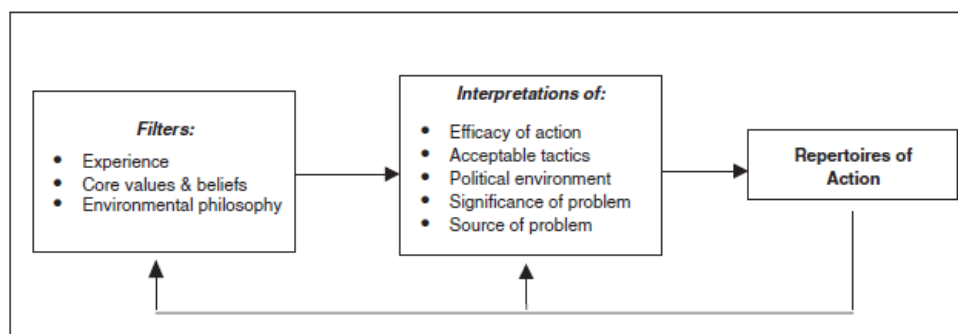 Filters:
Experience
Core values & beliefs
Environmental philosophy
Interpretations of:
Efficacy of action
Acceptable tactics
Political environment
Significance of problem
Source of problem
Repertoires of
Action